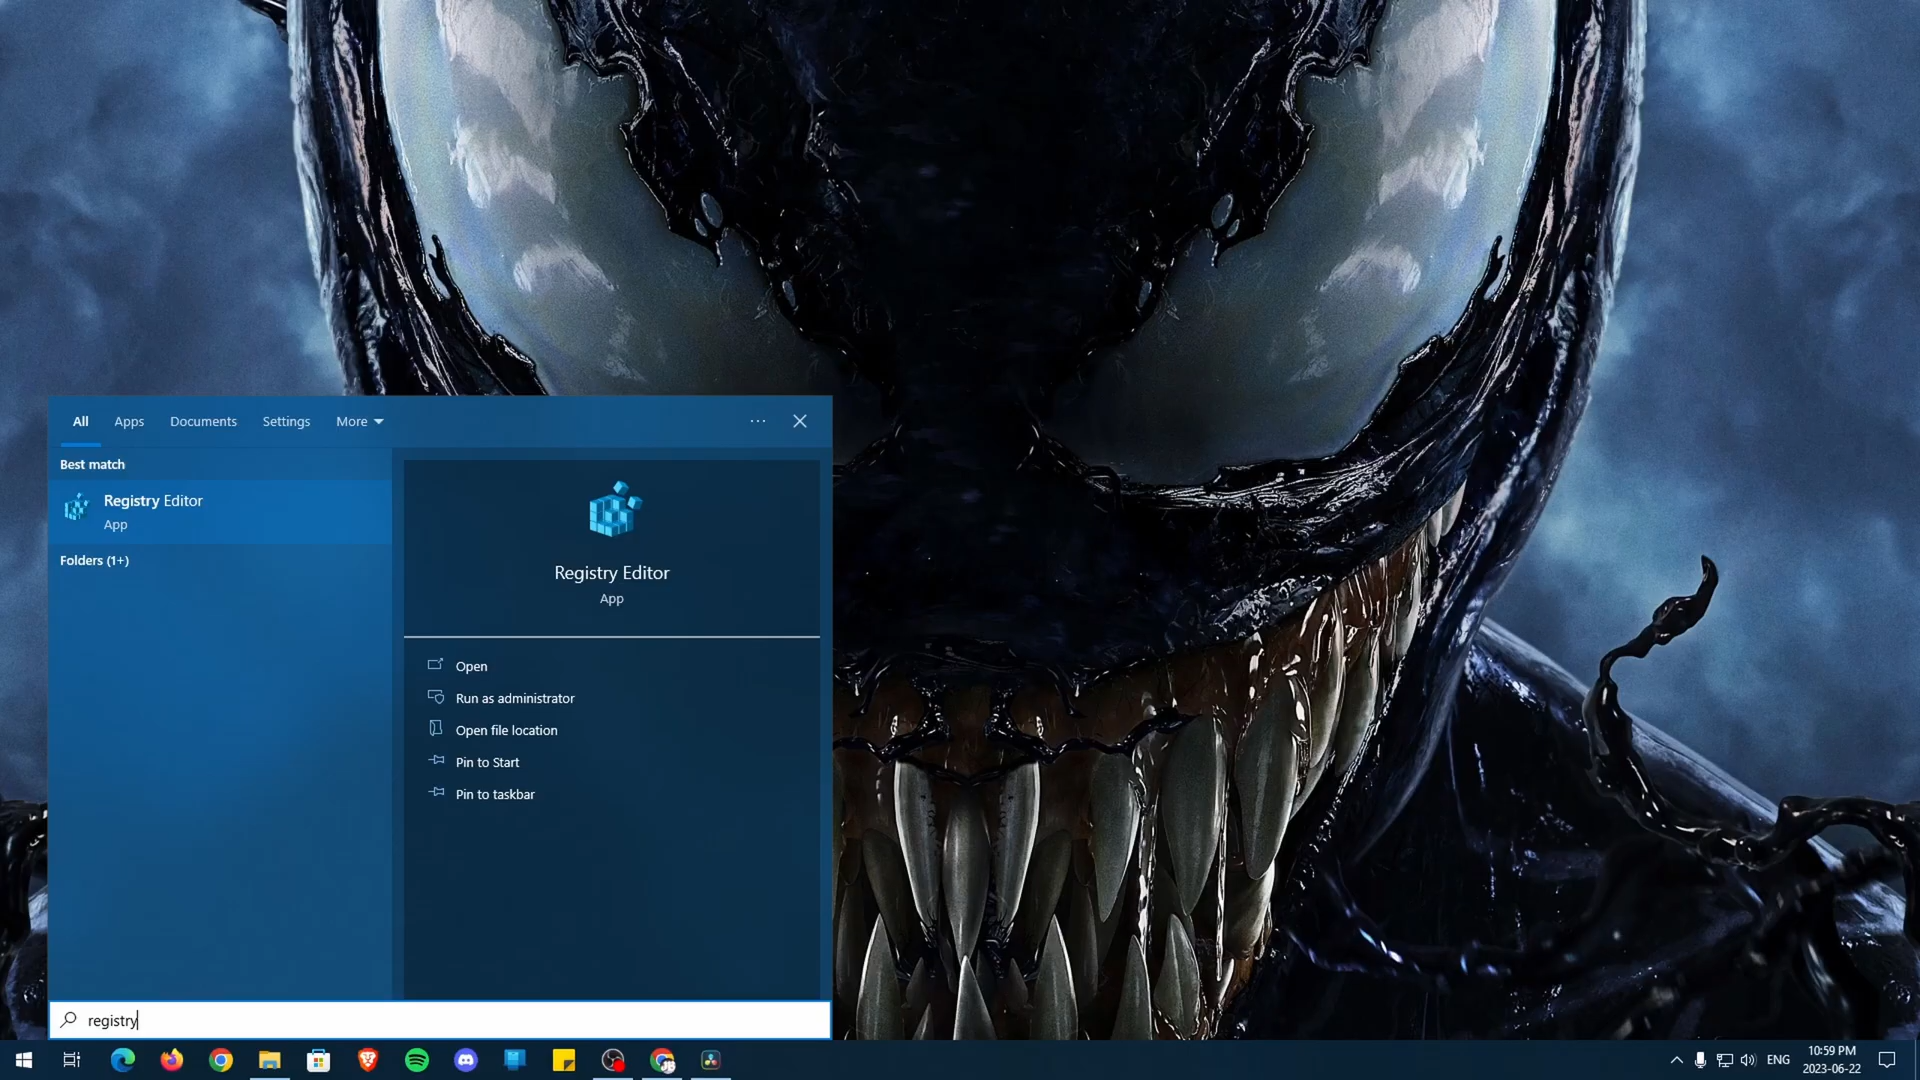 All Apps Documents Settings More
Best match
Registry Editor
App
Folders (1+)
Registry Editor
App
Open
Run as administrator
Open file location
Pin to Start
Pin to taskbar
registry
ENG
10:59 PM
2023-06-22